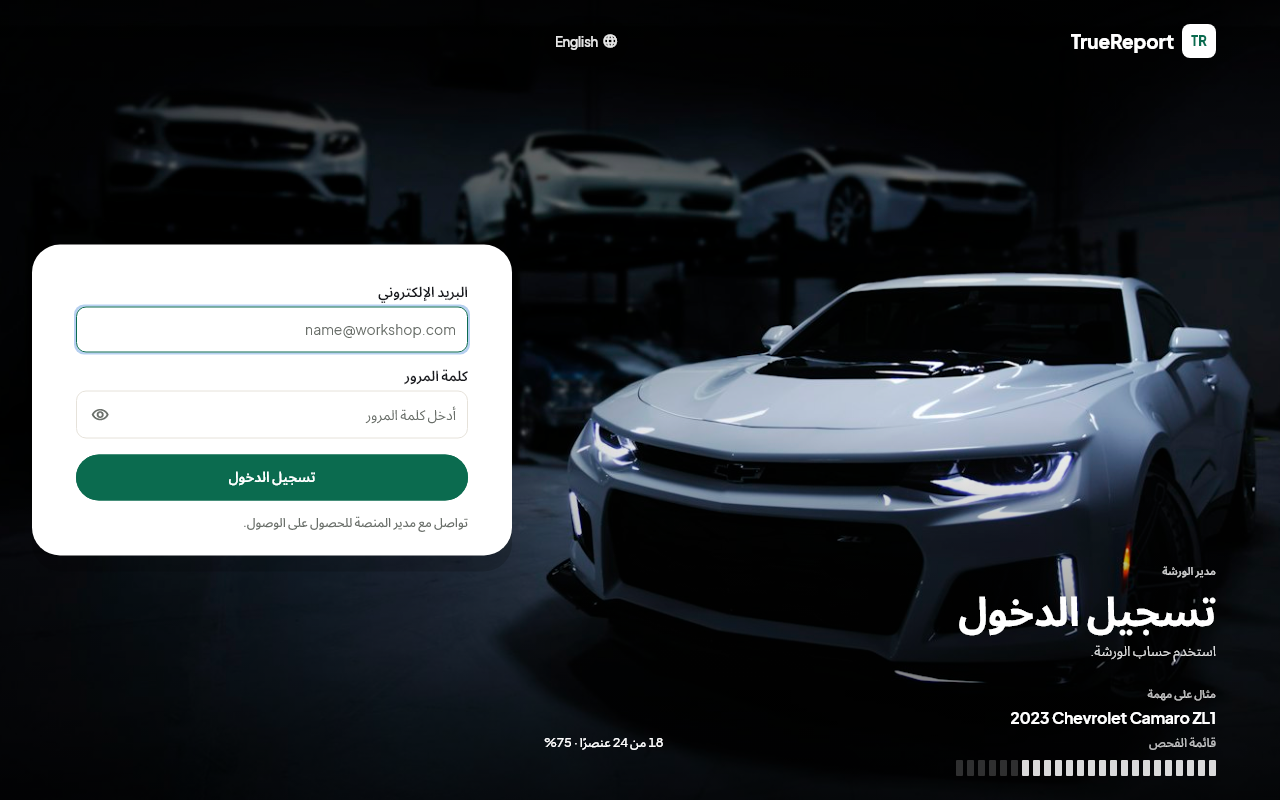 TR TrueReport
English
البريد الإلكتروني
name@workshop.com
كلمة المرور
أدخل كلمة المرور
تسجيل الدخول
تواصل مع مدير المنصة للحصول على الوصول.
مدير الورشة
تسجيل الدخول
استخدم حساب الورشة.
مثال على مهمة
2023 Chevrolet Camaro ZL1
قائمة الفحص
18 من 24 عنصرًا · 75%